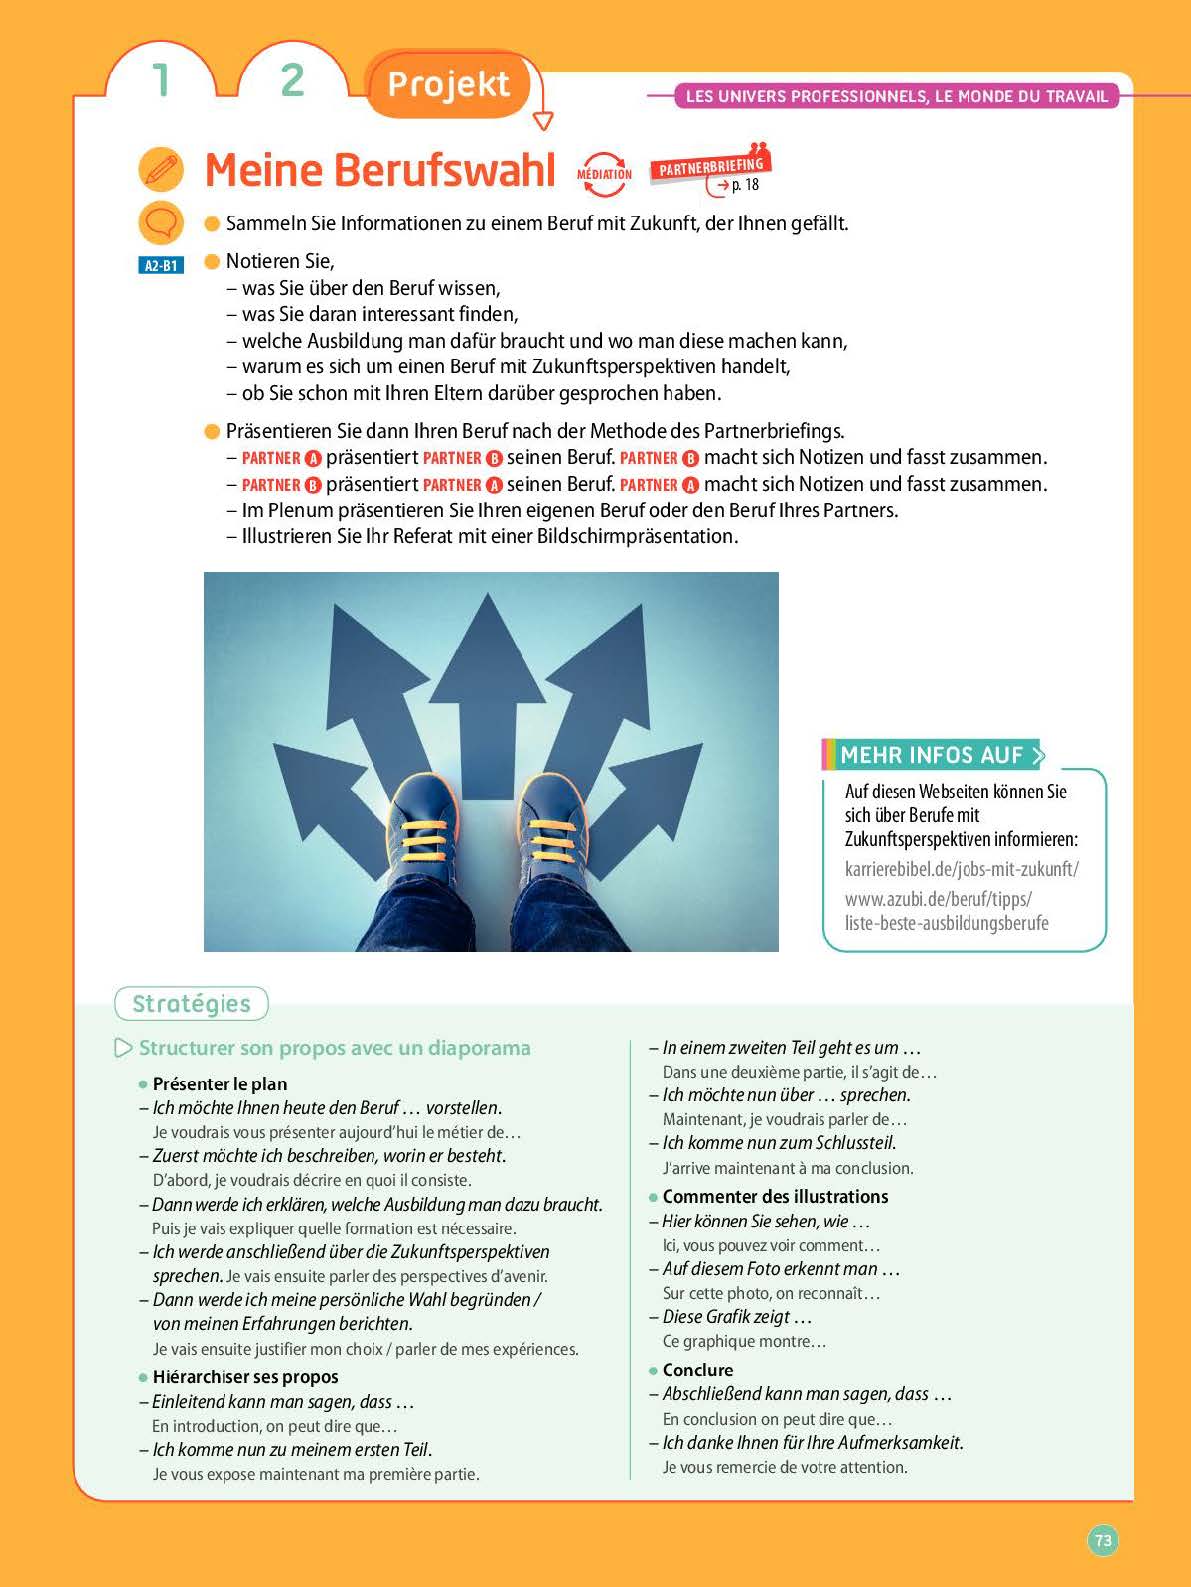 1
2
Projekt
LES UNIVERS PROFESSIONNELS, LE MONDE DU TRAVAIL
Meine Berufswahl
MÉDIATION
PARTNERBRIEFING
p. 18
Sammeln Sie Informationen zu einem Beruf mit Zukunft, der Ihnen gefällt.
A2-B1
Notieren Sie,
– was Sie über den Beruf wissen,
– was Sie daran interessant finden,
– welche Ausbildung man dafür braucht und wo man diese machen kann,
– warum es sich um einen Beruf mit Zukunftsperspektiven handelt,
– ob Sie schon mit Ihren Eltern darüber gesprochen haben.
Präsentieren Sie dann Ihren Beruf nach der Methode des Partnerbriefings.
– PARTNER A präsentiert PARTNER B seinen Beruf. PARTNER B macht sich Notizen und fasst zusammen.
– PARTNER B präsentiert PARTNER A seinen Beruf. PARTNER A macht sich Notizen und fasst zusammen.
– Im Plenum präsentieren Sie Ihren eigenen Beruf oder den Beruf Ihres Partners.
– Illustrieren Sie Ihr Referat mit einer Bildschirmpräsentation.
MEHR INFOS AUF
Auf diesen Webseiten können Sie
sich über Berufe mit
Zukunftsperspektiven informieren:
karrierebibel.de/jobs-mit-zukunft/
www.azubi.de/beruf/tipps/
liste-beste-ausbildungsberufe
Stratégies
Structurer son propos avec un diaporama
• Présenter le plan
– Ich möchte Ihnen heute den Beruf … vorstellen.
Je voudrais vous présenter aujourd'hui le métier de…
– Zuerst möchte ich beschreiben, worin er besteht.
D'abord, je voudrais décrire en quoi il consiste.
– Dann werde ich erklären, welche Ausbildung man dazu braucht.
Puis je vais expliquer quelle formation est nécessaire.
– Ich werde anschließend über die Zukunftsperspektiven
sprechen. Je vais ensuite parler des perspectives d'avenir.
– Dann werde ich meine persönliche Wahl begründen /
von meinen Erfahrungen berichten.
Je vais ensuite justifier mon choix / parler de mes expériences.
• Hiérarchiser ses propos
– Einleitend kann man sagen, dass …
En introduction, on peut dire que…
– Ich komme nun zu meinem ersten Teil.
Je vous expose maintenant ma première partie.
– In einem zweiten Teil geht es um …
Dans une deuxième partie, il s'agit de…
– Ich möchte nun über … sprechen.
Maintenant, je voudrais parler de…
– Ich komme nun zum Schlussteil.
J'arrive maintenant à ma conclusion.
• Commenter des illustrations
– Hier können Sie sehen, wie …
Ici, vous pouvez voir comment…
– Auf diesem Foto erkennt man …
Sur cette photo, on reconnaît…
– Diese Grafik zeigt …
Ce graphique montre…
• Conclure
– Abschließend kann man sagen, dass …
En conclusion on peut dire que…
– Ich danke Ihnen für Ihre Aufmerksamkeit.
Je vous remercie de votre attention.
73